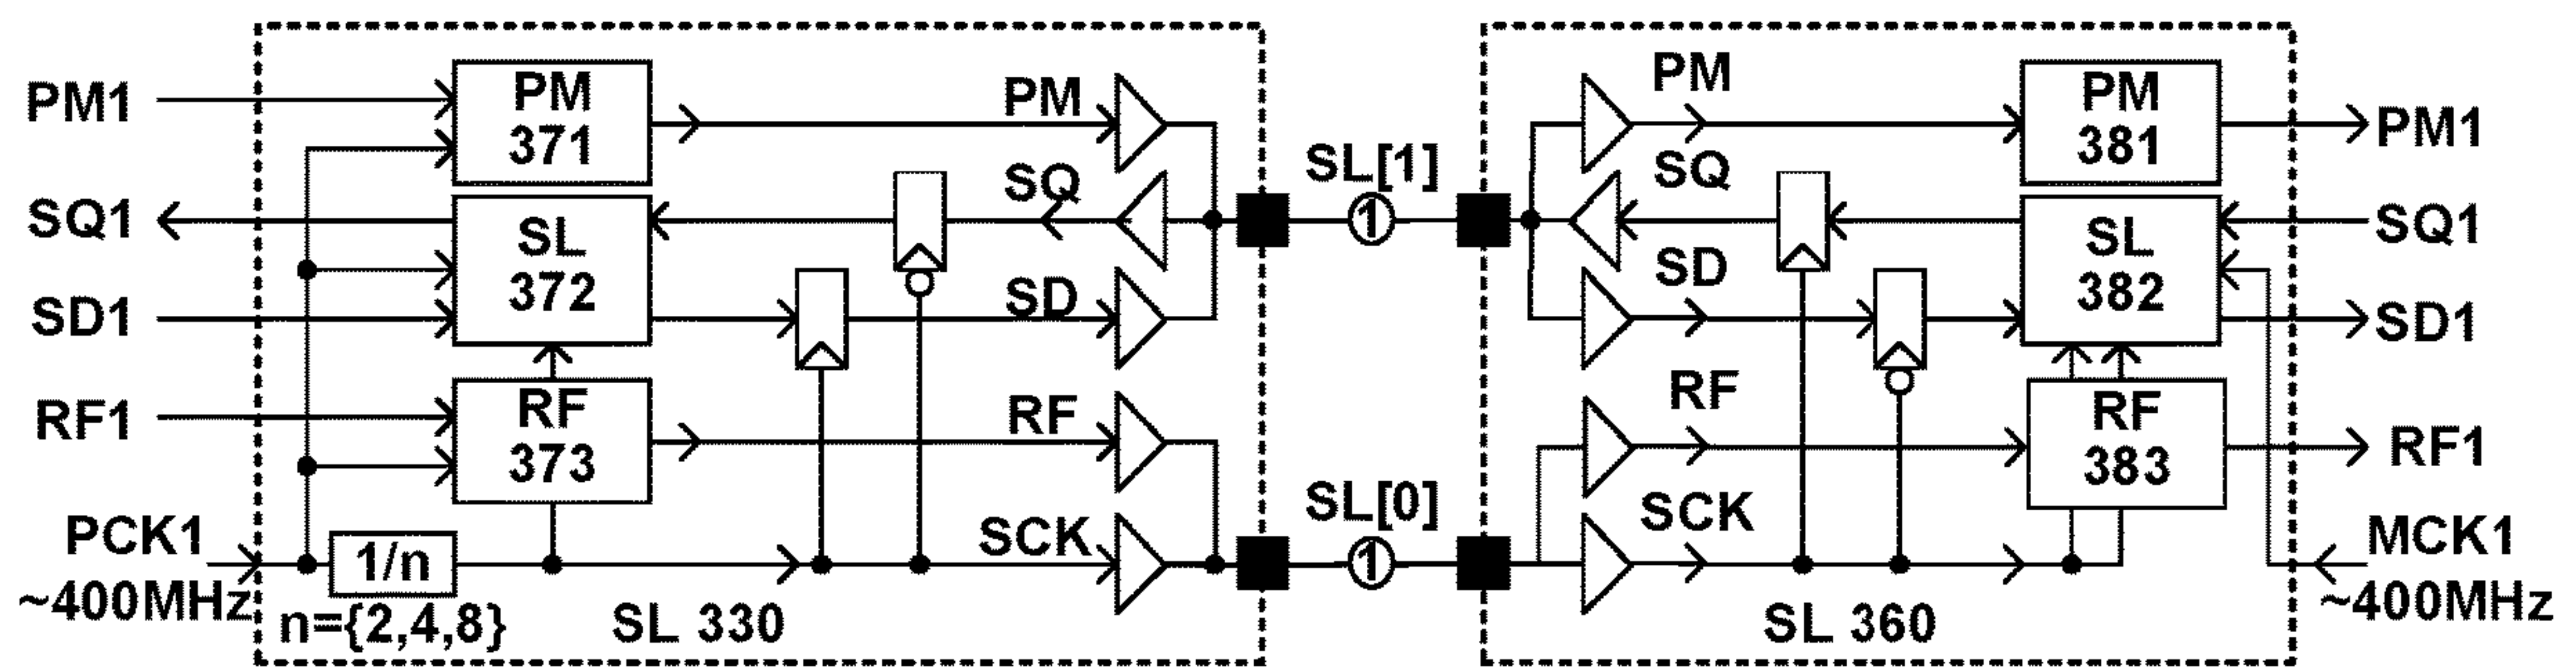 PM1
SQ1
SD1
RF1
PCK1
~400MHz
PM
371
SL
372
RF
373
1/n
n={2,4,8}
SL 330
PM
SQ
SD
RF
SCK
SL[1]
1
SL[0]
1
PM
SQ
SD
RF
SCK
SL 360
PM
381
SL
382
RF
383
PM1
SQ1
SD1
RF1
MCK1
~400MHz